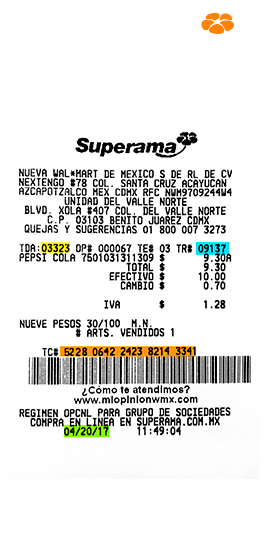 Superama
NUEVA WAL*MART DE MEXICO S DE RL DE CV
NEXTENGO #78 COL. SANTA CRUZ ACAYUCAN
AZCAPOTZALCO MEX CDMX RFC NWM9709244W4
UNIDAD DEL VALLE NORTE
BLVD. XOLA #407 COL. DEL VALLE NORTE
C.P. 03103 BENITO JUAREZ CDMX
QUEJAS Y SUGERENCIAS 01 800 007 3273
TDA:03323 OP# 000067 TE# 03 TR# 09137
PEPSI COLA 7501031311309 $ 9.30A
TOTAL $ 9.30
EFECTIVO $ 10.00
CAMBIO $ 0.70
IVA $ 1.28
NUEVE PESOS 30/100 M.N.
# ARTS. VENDIDOS 1
TC# 5228 0642 2423 8214 3341
¿Cómo te atendimos?
www.miopinionwmx.com
REGIMEN OPCNL PARA GRUPO DE SOCIEDADES
COMPRA EN LINEA EN SUPERAMA.COM.MX
04/20/17 11:49:04